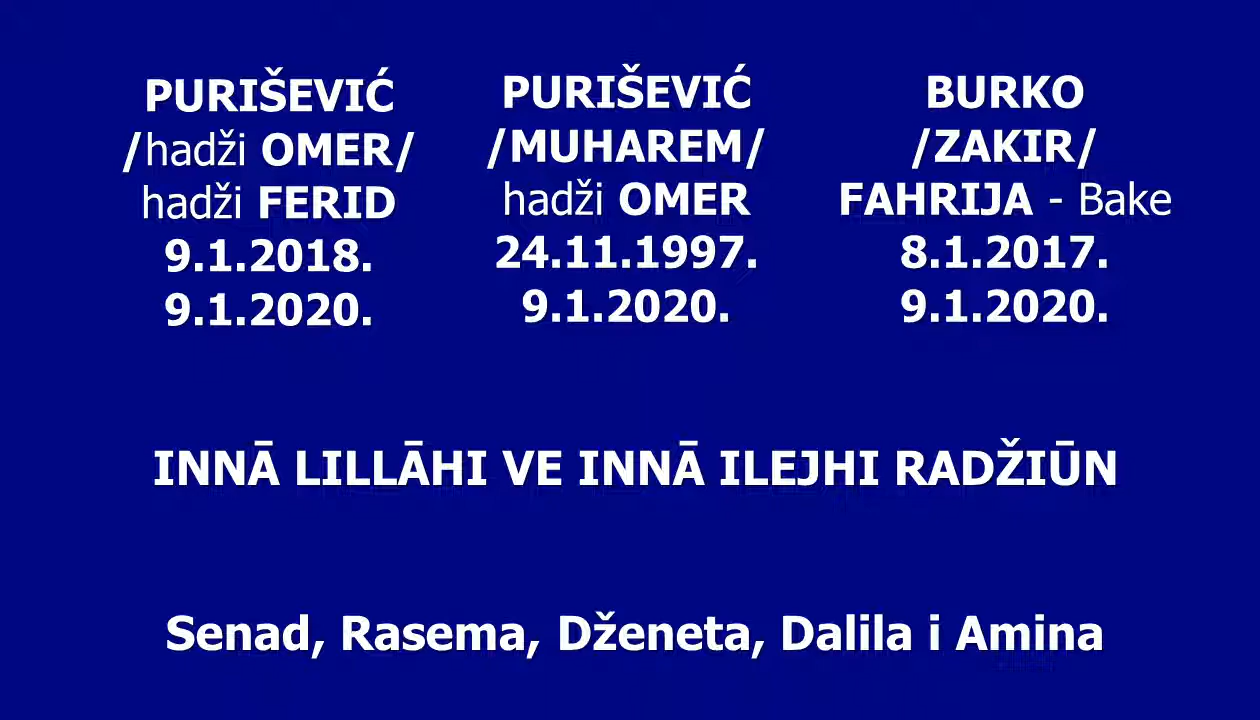 PURIŠEVIĆ
/hadži OMER/
hadži FERID
9.1.2018.
9.1.2020.
PURIŠEVIĆ
/MUHAREM/
hadži OMER
24.11.1997.
9.1.2020.
BURKO
/ZAKIR/
FAHRIJA - Bake
8.1.2017.
9.1.2020.
INNĀ LILLĀHI VE INNĀ ILEJHI RADŽIŪN
Senad, Rasema, Dženeta, Dalila i Amina